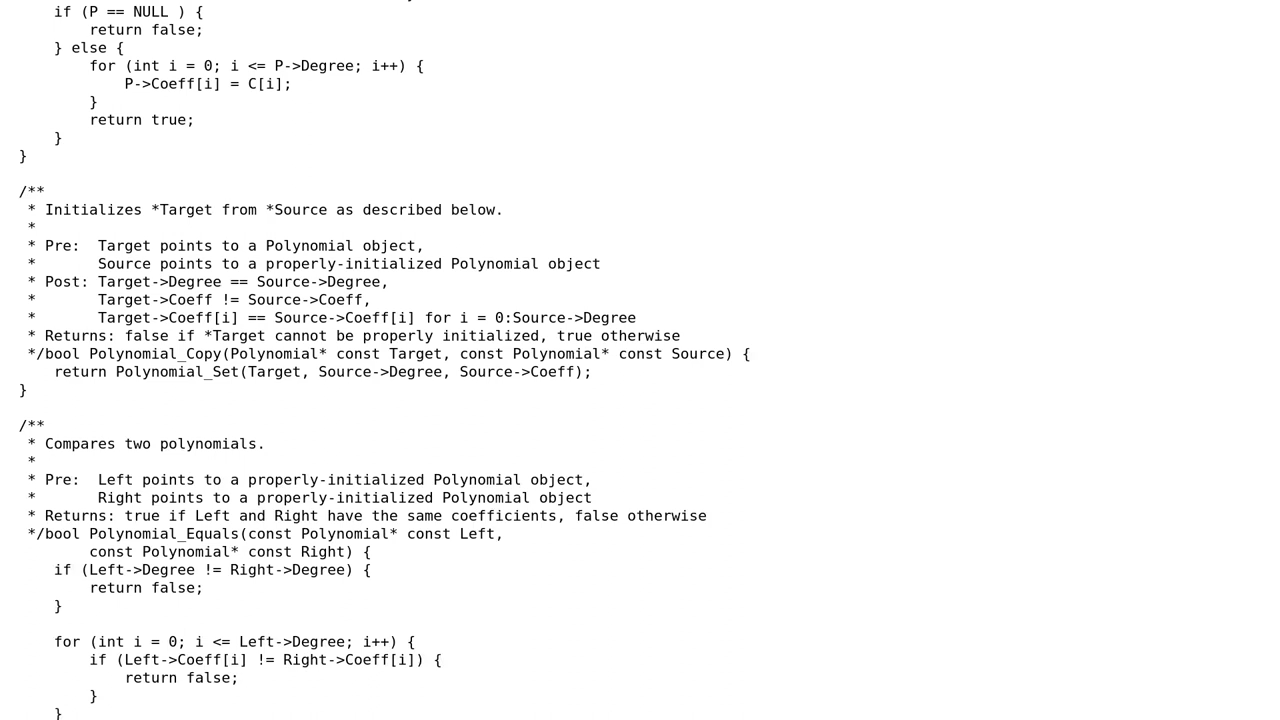 if (P == NULL ) {
        return false;
    } else {
        for (int i = 0; i <= P->Degree; i++) {
            P->Coeff[i] = C[i];
        }
        return true;
    }
}

/**
 * Initializes *Target from *Source as described below.
 *
 * Pre:  Target points to a Polynomial object,
 *       Source points to a properly-initialized Polynomial object
 * Post: Target->Degree == Source->Degree,
 *       Target->Coeff != Source->Coeff,
 *       Target->Coeff[i] == Source->Coeff[i] for i = 0:Source->Degree
 * Returns: false if *Target cannot be properly initialized, true otherwise
 */bool Polynomial_Copy(Polynomial* const Target, const Polynomial* const Source) {
    return Polynomial_Set(Target, Source->Degree, Source->Coeff);
}

/**
 * Compares two polynomials.
 *
 * Pre:  Left points to a properly-initialized Polynomial object,
 *       Right points to a properly-initialized Polynomial object
 * Returns: true if Left and Right have the same coefficients, false otherwise
 */bool Polynomial_Equals(const Polynomial* const Left,
        const Polynomial* const Right) {
    if (Left->Degree != Right->Degree) {
        return false;
    }

    for (int i = 0; i <= Left->Degree; i++) {
        if (Left->Coeff[i] != Right->Coeff[i]) {
            return false;
        }
    }